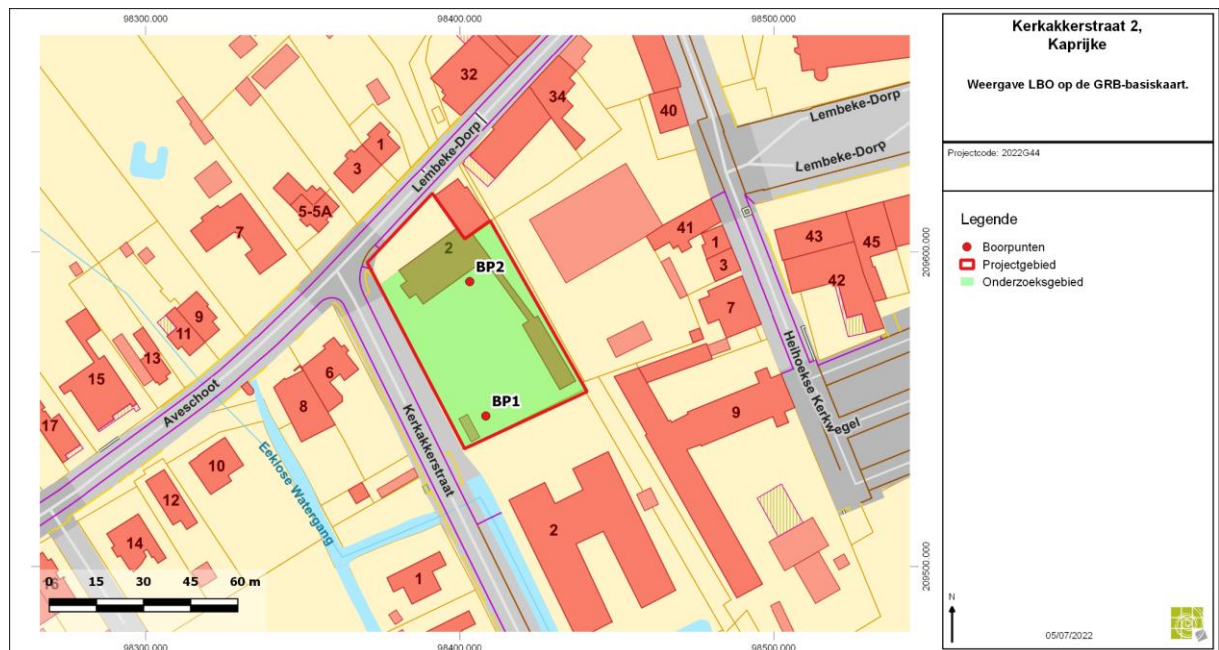 98300.000
98400.000
98500.000
Kerkakkerstraat 2,
Kaprijke
Weergave LBO op de GRB-basiskaart.
Projectcode: 2022G44
Legende
Boorpunten
Projectgebied
Onderzoeksgebied
32
34
40
Lembeke-Dorp
Lembeke-Dorp
Lembeke-Dorp
1
3
5-5A
7
2
BP2
41
1
3
7
43
45
42
209600.000
9
11
13
15
17
6
8
BP1
9
Heihoekse Kerkwegel
Aveschoot
Kerkakkerstraat
Eeklose Watergang
10
12
14
16
2
1
209500.000
0 15 30 45 60 m
N
05/07/2022
98300.000
98400.000
98500.000